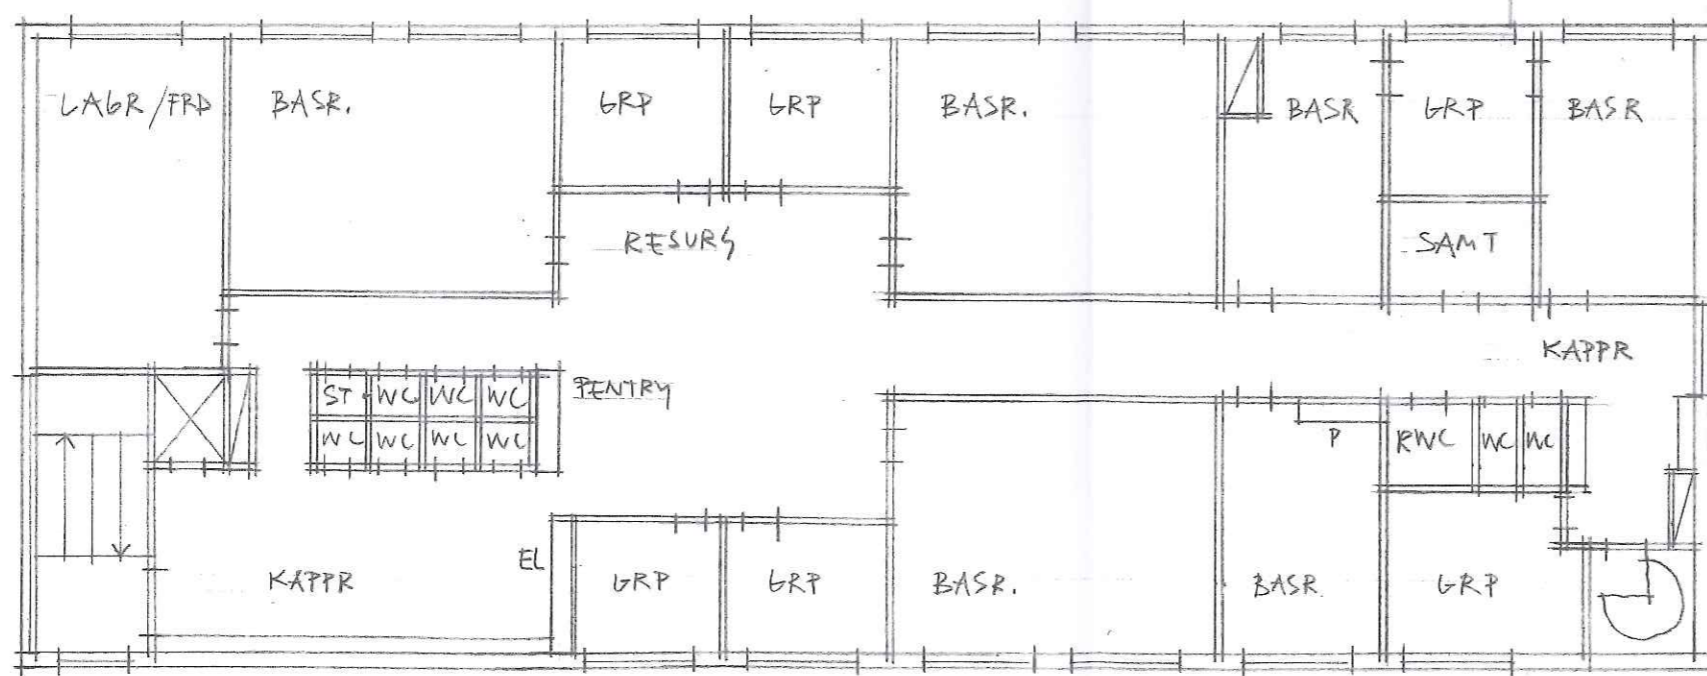 LAGR/FRD BASR. GRP GRP BASR. BASR GRP BASR
RESURS SAMT
KAPPR
ST WC WC WC PENTRY
WC WC WC WC P RWC WC WC
EL
KAPPR GRP GRP BASR. BASR GRP